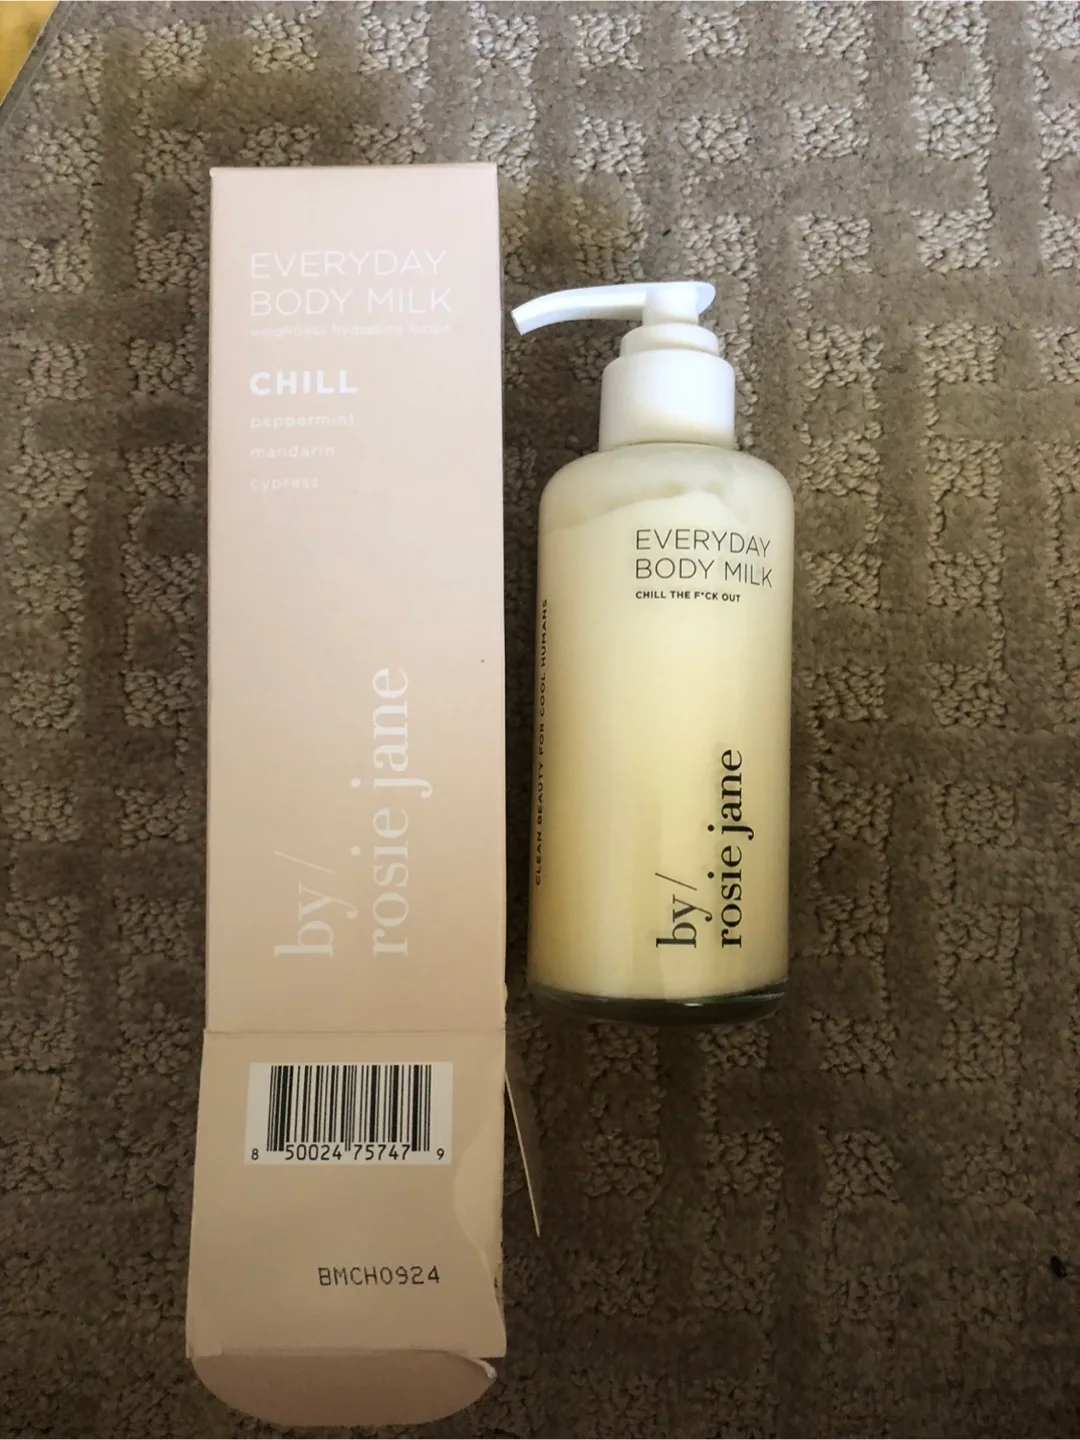 EVERYDAY
BODY MILK
weightless hydrating lotion
CHILL
peppermint
mandarin
cypress
by/
rosie jane
8 50024 75747 9
BMCH0924
EVERYDAY
BODY MILK
CHILL THE F*CK OUT
CLEAN BEAUTY FOR COOL HUMANS
by/
rosie jane